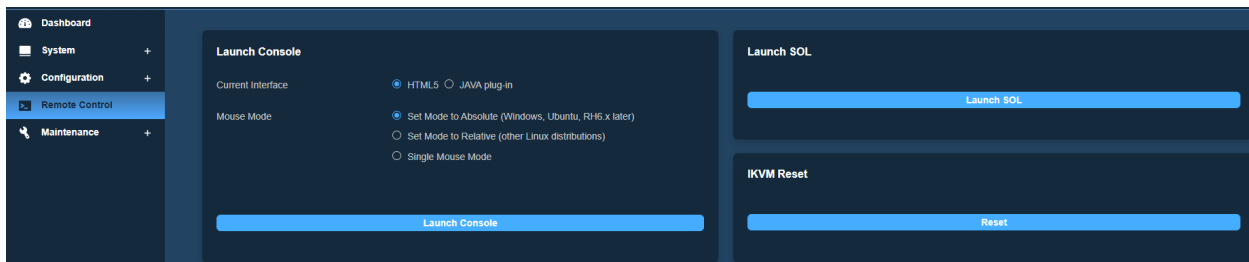 Dashboard
System +
Configuration +
Remote Control
Maintenance +
Launch Console
Current Interface HTML5 JAVA plug-in
Mouse Mode Set Mode to Absolute (Windows, Ubuntu, RH6.x later)
Set Mode to Relative (other Linux distributions)
Single Mouse Mode
Launch Console
Launch SOL
Launch SOL
IKVM Reset
Reset